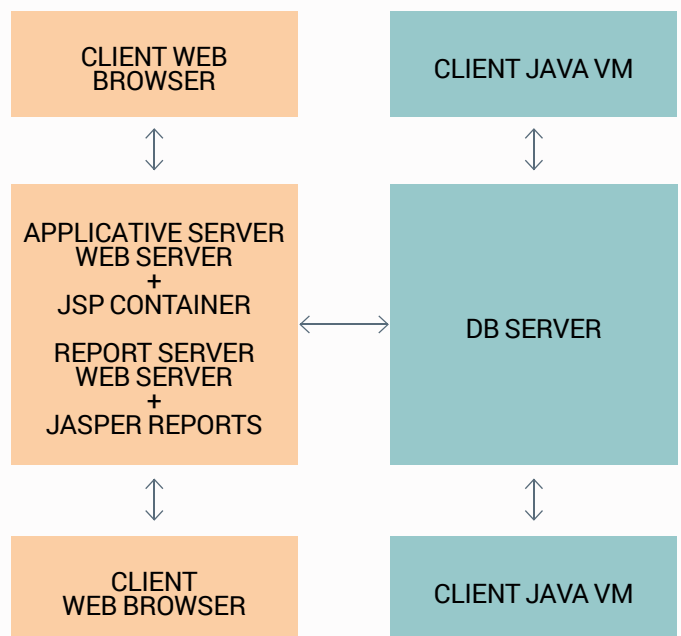 CLIENT WEB
BROWSER
CLIENT JAVA VM
APPLICATIVE SERVER
WEB SERVER
+
JSP CONTAINER
REPORT SERVER
WEB SERVER
+
JASPER REPORTS
DB SERVER
CLIENT
WEB BROWSER
CLIENT JAVA VM